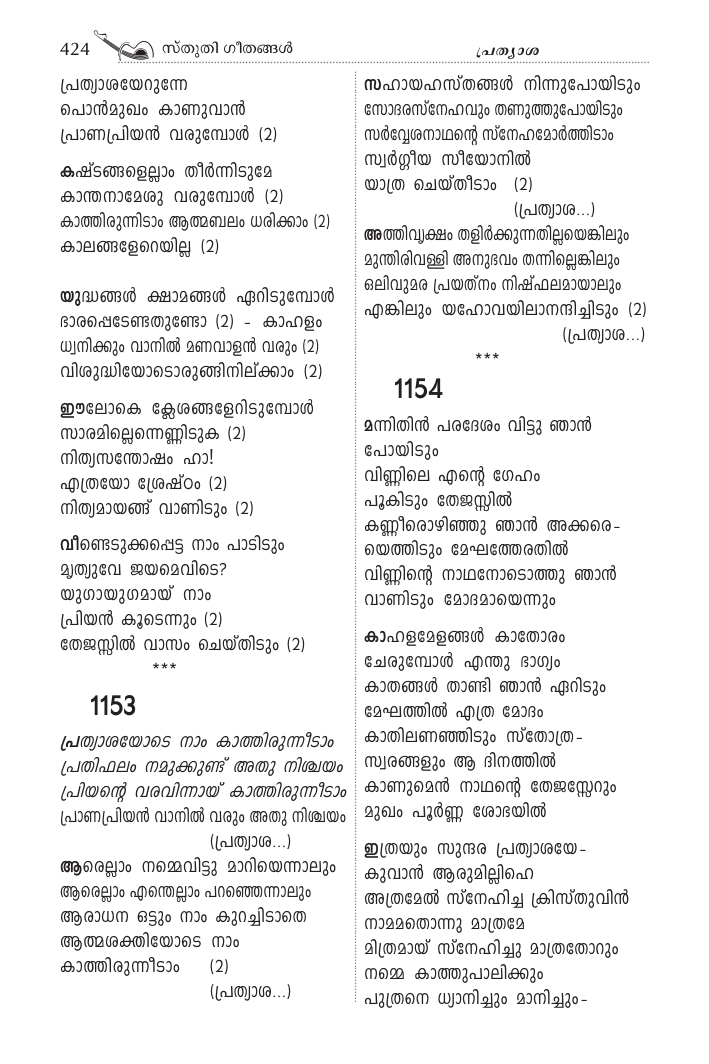 424 സ്തുതി ഗീതങ്ങൾ
പ്രത്യാശ
പ്രത്യാശയേറുന്നേ
പൊൻമുഖം കാണുവാൻ
പ്രാണപ്രിയൻ വരുമ്പോൾ (2)
കഷ്ടങ്ങളെല്ലാം തീർന്നിടുമേ
കാന്തനാമേശു വരുമ്പോൾ (2)
കാത്തിരുന്നിടാം ആത്മബലം ധരിക്കാം (2)
കാലങ്ങളേറെയില്ല (2)
യുദ്ധങ്ങൾ ക്ഷാമങ്ങൾ ഏറിടുമ്പോൾ
ഭാരപ്പെടേണ്ടതുണ്ടോ (2) - കാഹളം
ധ്വനിക്കും വാനിൽ മണവാളൻ വരും (2)
വിശുദ്ധിയോടൊരുങ്ങിനില്ക്കാം (2)
ഈലോകെ ക്ലേശങ്ങളേറിടുമ്പോൾ
സാരമില്ലെന്നെണ്ണിടുക (2)
നിത്യസന്തോഷം ഹാ!
എത്രയോ ശ്രേഷ്ഠം (2)
നിത്യമായങ്ങ് വാണിടും (2)
വീണ്ടെടുക്കപ്പെട്ട നാം പാടിടും
മൃത്യുവേ ജയമെവിടെ?
യുഗായുഗമായ് നാം
പ്രിയൻ കൂടെന്നും (2)
തേജസ്സിൽ വാസം ചെയ്തിടും (2)
***
1153
പ്രത്യാശയോടെ നാം കാത്തിരുന്നീടാം
പ്രതിഫലം നമുക്കുണ്ട് അതു നിശ്ചയം
പ്രിയന്റെ വരവിന്നായ് കാത്തിരുന്നീടാം
പ്രാണപ്രിയൻ വാനിൽ വരും അതു നിശ്ചയം
(പ്രത്യാശ...)
ആരെല്ലാം നമ്മെവിട്ടു മാറിയെന്നാലും
ആരെല്ലാം എന്തെല്ലാം പറഞ്ഞെന്നാലും
ആരാധന ഒട്ടും നാം കുറച്ചിടാതെ
ആത്മശക്തിയോടെ നാം
കാത്തിരുന്നീടാം (2)
(പ്രത്യാശ...)
സഹായഹസ്തങ്ങൾ നിന്നുപോയിടും
സോദരസ്നേഹവും തണുത്തുപോയിടും
സർവ്വേശനാഥന്റെ സ്നേഹമോർത്തിടാം
സ്വർഗ്ഗീയ സീയോനിൽ
യാത്ര ചെയ്തീടാം (2)
(പ്രത്യാശ...)
അത്തിവൃക്ഷം തളിർക്കുന്നതില്ലയെങ്കിലും
മുന്തിരിവള്ളി അനുഭവം തന്നില്ലെങ്കിലും
ഒലിവുമര പ്രയത്നം നിഷ്ഫലമായാലും
എങ്കിലും യഹോവയിലാനന്ദിച്ചിടും (2)
(പ്രത്യാശ...)
***
1154
മന്നിതിൻ പരദേശം വിട്ടു ഞാൻ
പോയിടും
വിണ്ണിലെ എന്റെ ഗേഹം
പൂകിടും തേജസ്സിൽ
കണ്ണീരൊഴിഞ്ഞു ഞാൻ അക്കരെ-
യെത്തിടും മേഘത്തേരതിൽ
വിണ്ണിന്റെ നാഥനോടൊത്തു ഞാൻ
വാണിടും മോദമായെന്നും
കാഹളമേളങ്ങൾ കാതോരം
ചേരുമ്പോൾ എന്തു ഭാഗ്യം
കാതങ്ങൾ താണ്ടി ഞാൻ ഏറിടും
മേഘത്തിൽ എത്ര മോദം
കാതിലണഞ്ഞിടും സ്തോത്ര-
സ്വരങ്ങളും ആ ദിനത്തിൽ
കാണുമെൻ നാഥന്റെ തേജസ്സേറും
മുഖം പൂർണ്ണ ശോഭയിൽ
ഇത്രയും സുന്ദര പ്രത്യാശയേ-
കുവാൻ ആരുമില്ലിഹെ
അത്രമേൽ സ്നേഹിച്ച ക്രിസ്തുവിൻ
നാമമതൊന്നു മാത്രമേ
മിത്രമായ് സ്നേഹിച്ചു മാത്രതോറും
നമ്മെ കാത്തുപാലിക്കും
പുത്രനെ ധ്യാനിച്ചും മാനിച്ചും-